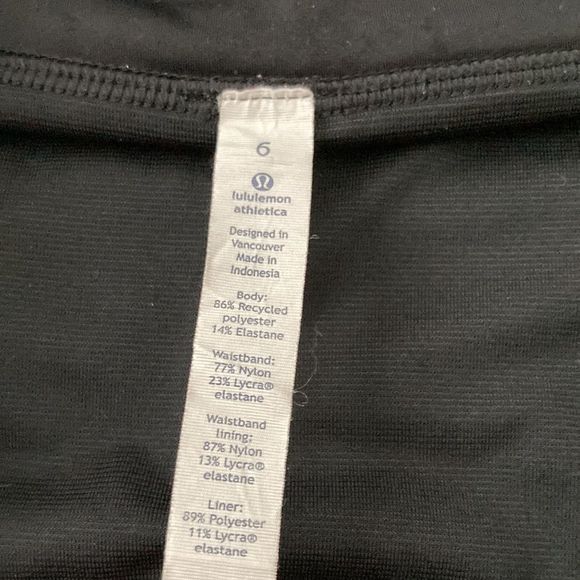 6
lululemon
athletica
Designed in
Vancouver
Made in
Indonesia
Body:
86% Recycled
polyester
14% Elastane
Waistband:
77% Nylon
23% Lycra®
elastane
Waistband
lining:
87% Nylon
13% Lycra®
elastane
Liner:
89% Polyester
11% Lycra®
elastane